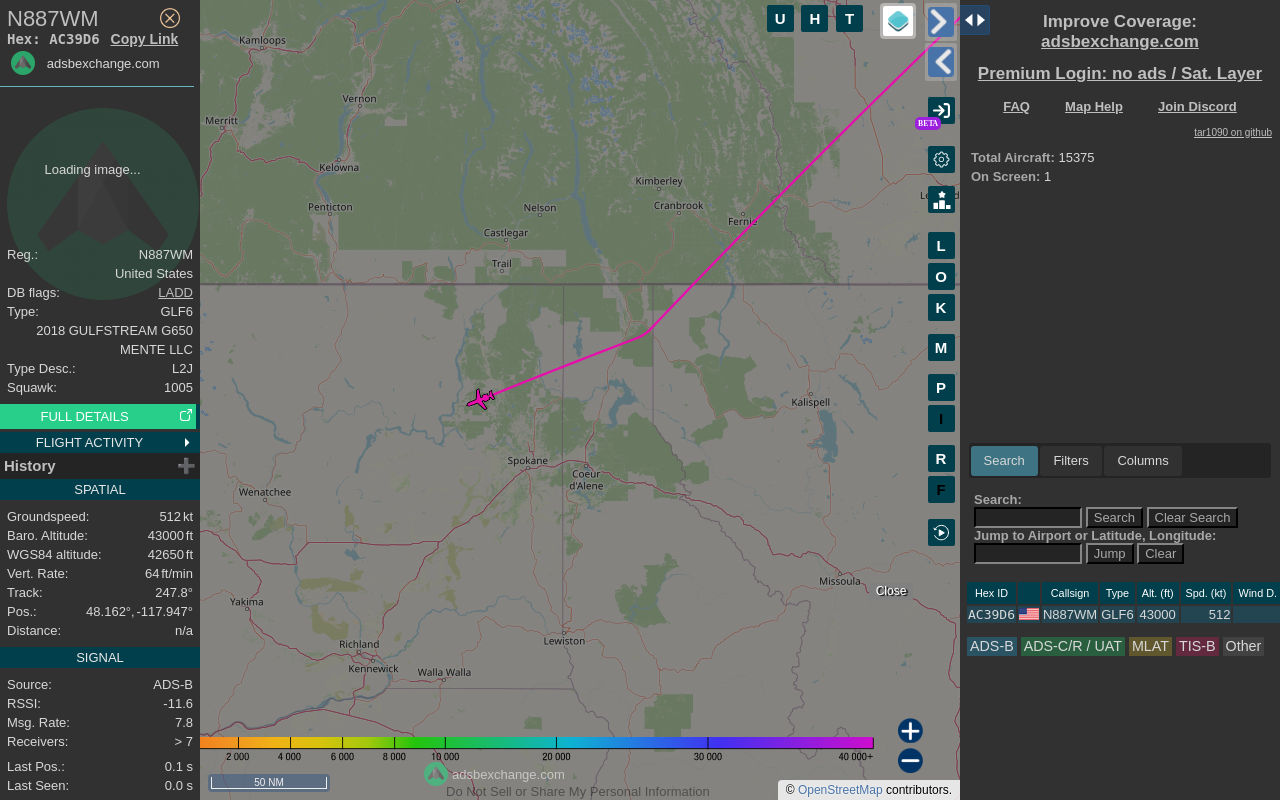 N887WM
Hex: AC39D6 Copy Link
adsbexchange.com
Loading image...
Reg.: N887WM
United States
DB flags: LADD
Type: GLF6
2018 GULFSTREAM G650
MENTE LLC
Type Desc.: L2J
Squawk: 1005
FULL DETAILS
FLIGHT ACTIVITY
History
SPATIAL
Groundspeed: 512 kt
Baro. Altitude: 43000 ft
WGS84 altitude: 42650 ft
Vert. Rate: 64 ft/min
Track: 247.8°
Pos.: 48.162°, -117.947°
Distance: n/a
SIGNAL
Source: ADS-B
RSSI: -11.6
Msg. Rate: 7.8
Receivers: > 7
Last Pos.: 0.1 s
Last Seen: 0.0 s
U H T
Kamloops
Vernon
Merritt
Kelowna
Penticton
Kimberley
Cranbrook
Nelson
Fernie
Castlegar
Trail
Kalispell
Spokane
Coeur
d'Alene
Wenatchee
Missoula
Yakima
Lewiston
Richland
Kennewick
Walla Walla
BETA
L
O
K
M
P
I
R
F
Close
2 000 4 000 6 000 8 000 10 000 20 000 30 000 40 000+
adsbexchange.com
50 NM
Do Not Sell or Share My Personal Information
© OpenStreetMap contributors.
Improve Coverage:
adsbexchange.com
Premium Login: no ads / Sat. Layer
FAQ Map Help Join Discord
tar1090 on github
Total Aircraft: 15375
On Screen: 1
Search Filters Columns
Search:
Search Clear Search
Jump to Airport or Latitude, Longitude:
Jump Clear
Hex ID Callsign Type Alt. (ft) Spd. (kt) Wind D.
AC39D6 N887WM GLF6 43000 512
ADS-B ADS-C/R / UAT MLAT TIS-B Other